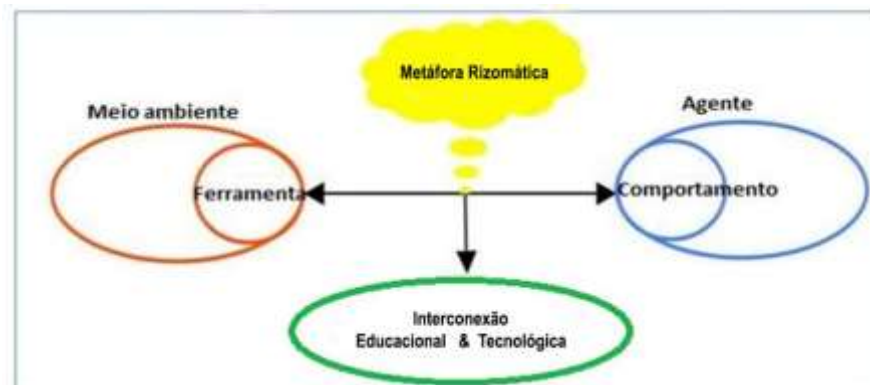 Metáfora Rizomática
Meio ambiente
Agente
Ferramenta
Comportamento
Interconexão
Educacional & Tecnológica